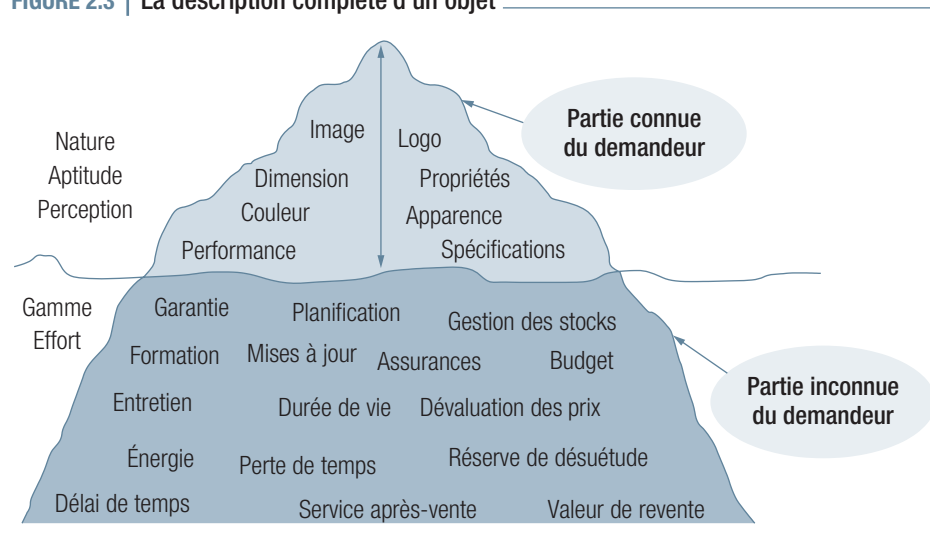 FIGURE 2.3 | La description complète d'un objet
Image
Logo
Partie connue
du demandeur
Nature
Aptitude
Perception
Dimension
Propriétés
Couleur
Apparence
Performance
Spécifications
Gamme
Effort
Garantie
Planification
Gestion des stocks
Formation
Mises à jour
Assurances
Budget
Partie inconnue
du demandeur
Entretien
Durée de vie
Dévaluation des prix
Énergie
Perte de temps
Réserve de désuétude
Délai de temps
Service après-vente
Valeur de revente